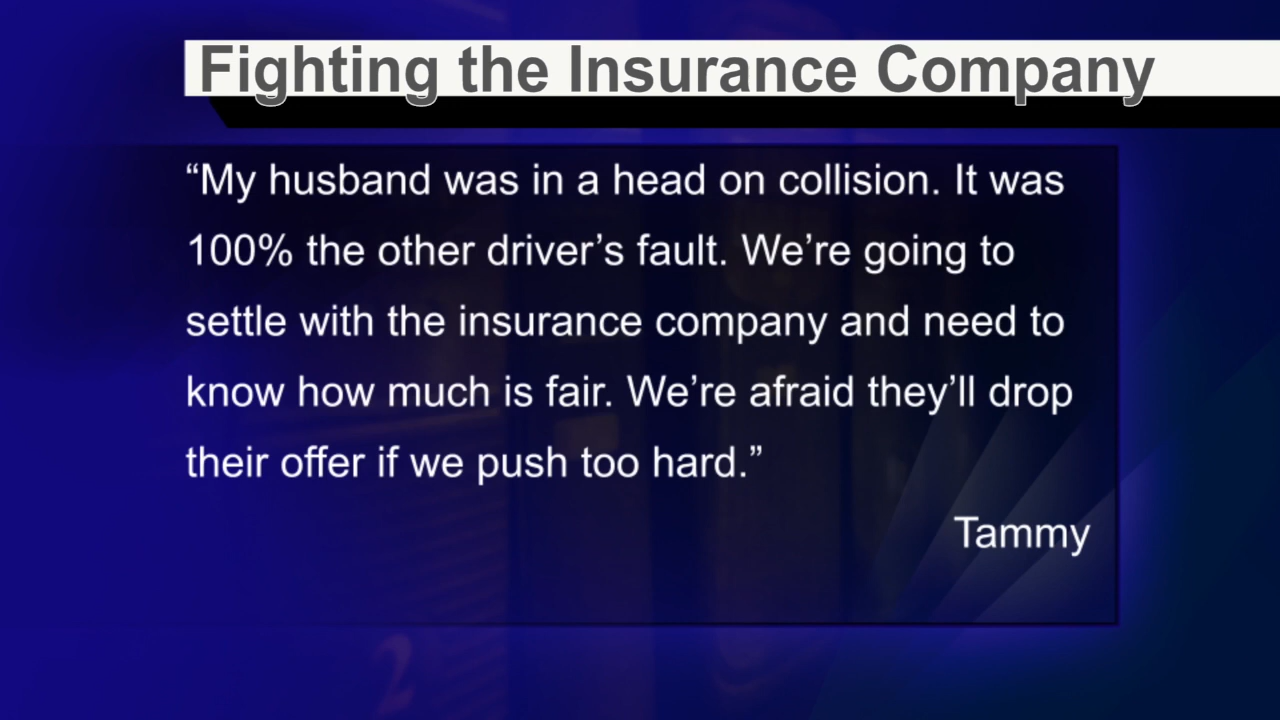 Fighting the Insurance Company
“My husband was in a head on collision. It was
100% the other driver’s fault. We’re going to
settle with the insurance company and need to
know how much is fair. We’re afraid they’ll drop
their offer if we push too hard.”
Tammy
2